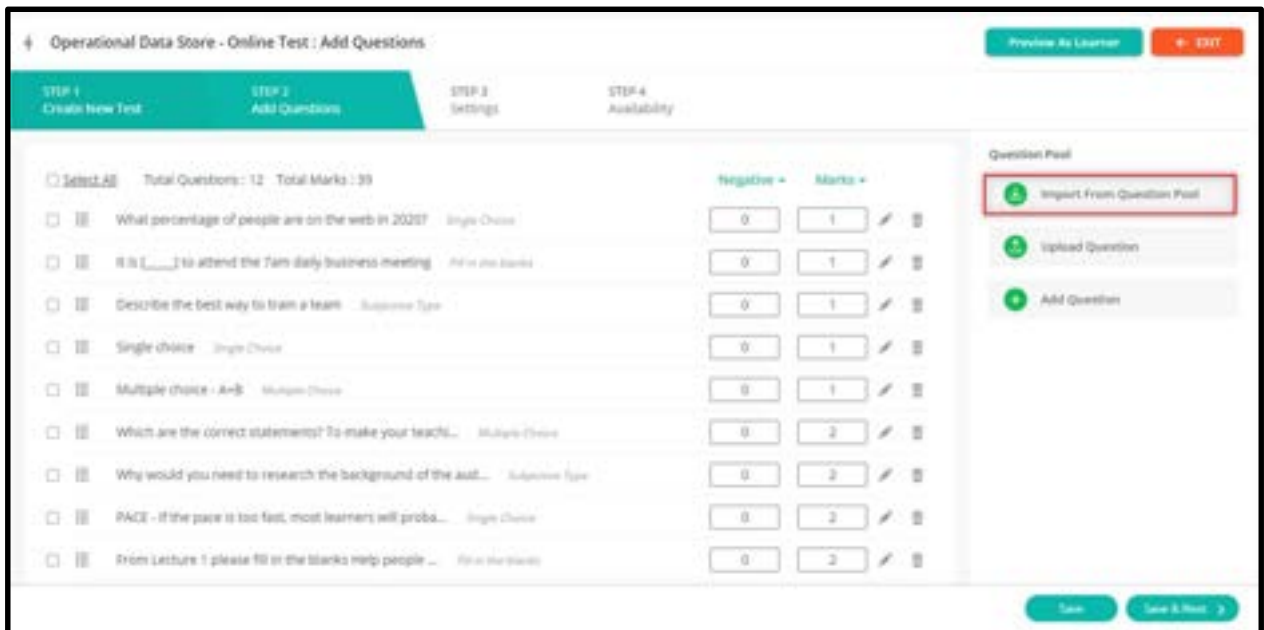 Operational Data Store - Online Test : Add Questions
Preview As Learner
← EXIT
STEP 1
Create New Test
STEP 2
Add Questions
STEP 3
Settings
STEP 4
Availability
Select All Total Questions : 12 Total Marks : 39
Negative
Marks
What percentage of people are on the web in 2020? Single Choice
0 1
It is [____] to attend the 7am daily business meeting Fill in the blanks
0 1
Describe the best way to train a team Subjective Type
0 1
Single choice Single Choice
0 1
Multiple choice - A+B Multiple Choice
0 1
Which are the correct statements? To make your teachi... Multiple Choice
0 2
Why would you need to research the background of the aud... Subjective Type
0 2
PACE - If the pace is too fast, most learners will proba... Single Choice
0 2
From Lecture 1 please fill in the blanks Help people ... Fill in the blanks
0 2
Question Pool
Import From Question Pool
Upload Question
Add Question
Save
Save & Next >